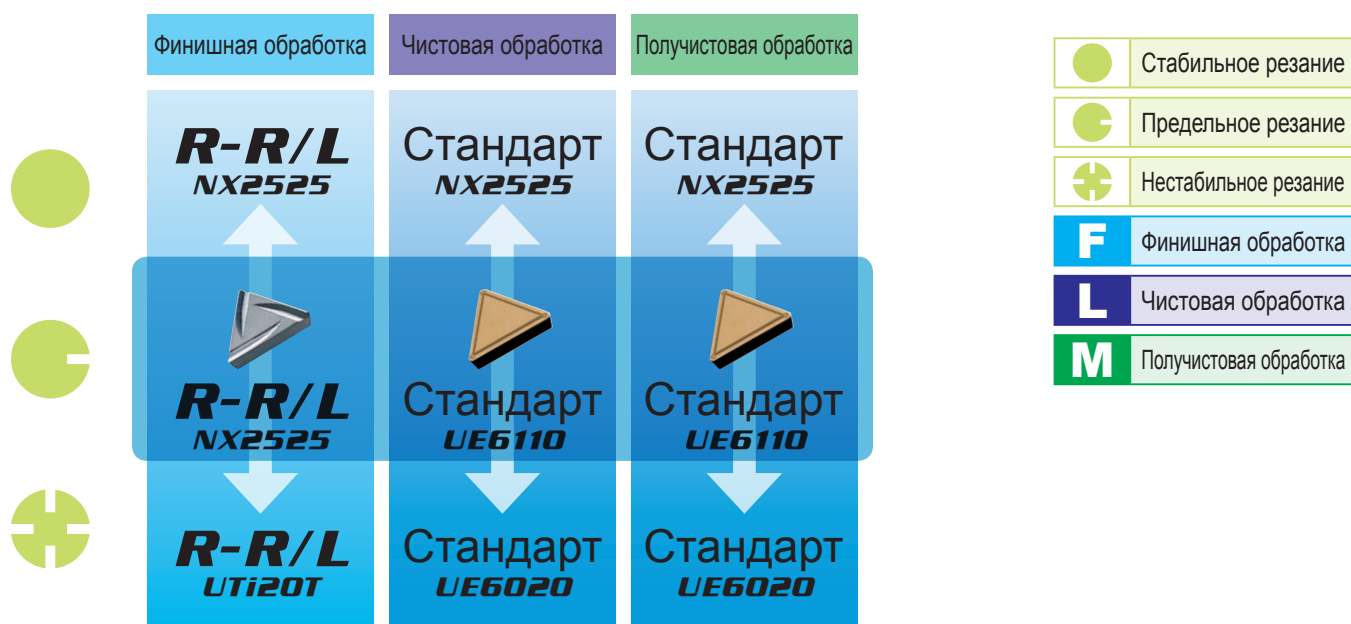 Финишная обработка
Чистовая обработка
Получистовая обработка
R-R/L
NX2525
Стандарт
NX2525
Стандарт
NX2525
R-R/L
NX2525
Стандарт
UE6110
Стандарт
UE6110
R-R/L
UTi20T
Стандарт
UE6020
Стандарт
UE6020
Стабильное резание
Предельное резание
Нестабильное резание
F Финишная обработка
L Чистовая обработка
M Получистовая обработка